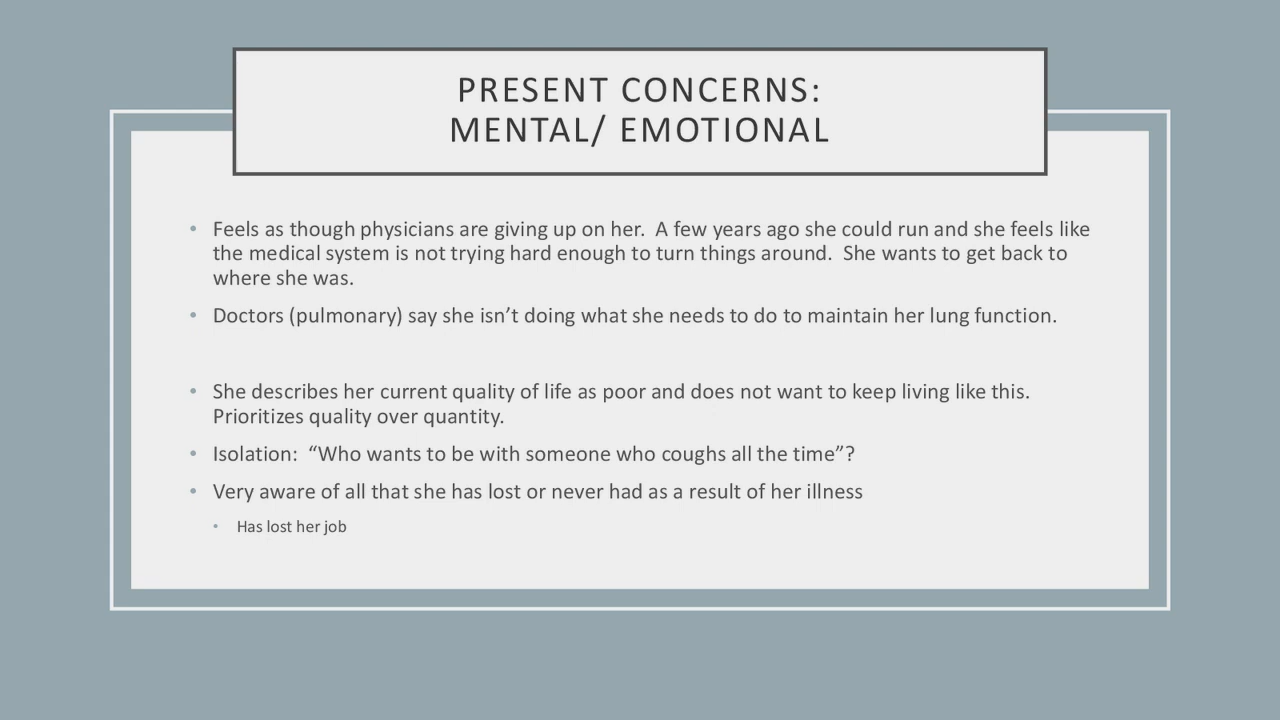 PRESENT CONCERNS:
MENTAL/ EMOTIONAL
• Feels as though physicians are giving up on her.  A few years ago she could run and she feels like
the medical system is not trying hard enough to turn things around.  She wants to get back to
where she was.
• Doctors (pulmonary) say she isn’t doing what she needs to do to maintain her lung function.
• She describes her current quality of life as poor and does not want to keep living like this.
Prioritizes quality over quantity.
• Isolation:  “Who wants to be with someone who coughs all the time”?
• Very aware of all that she has lost or never had as a result of her illness
• Has lost her job